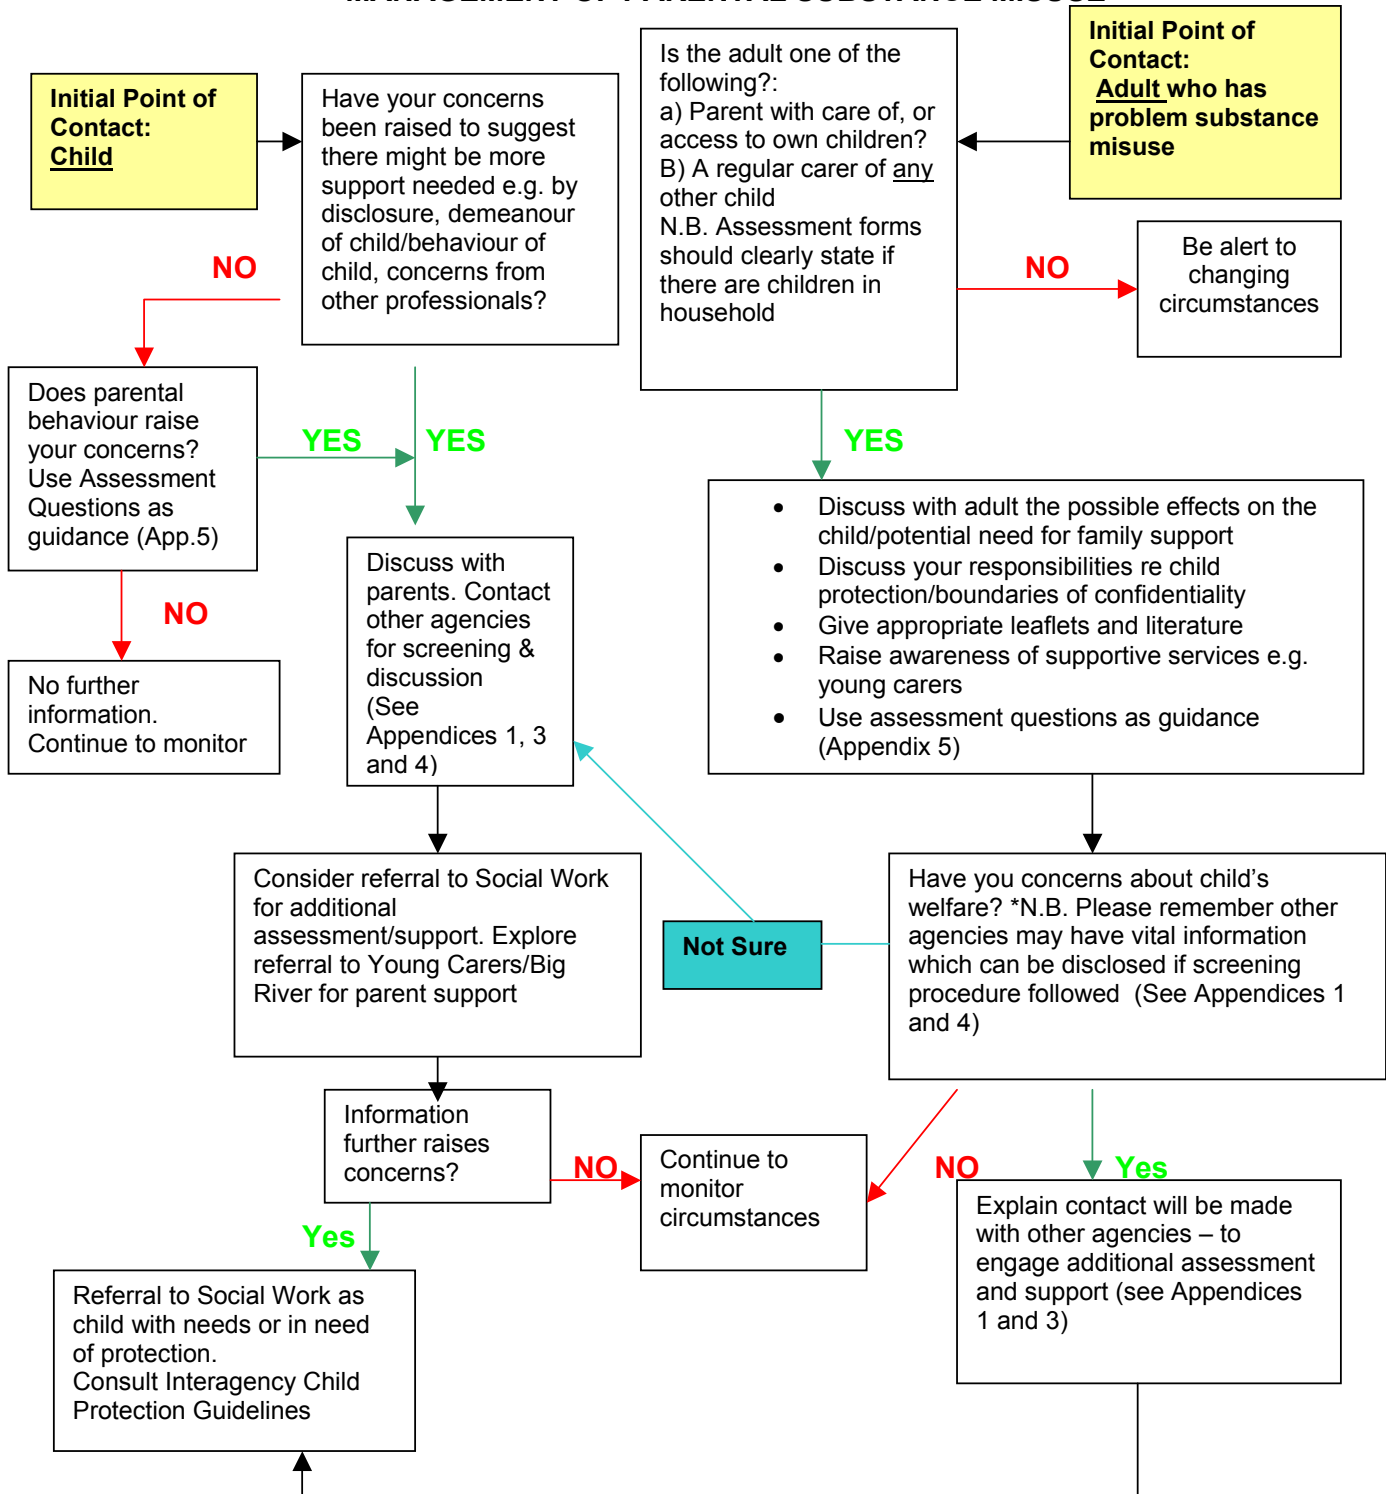 MANAGEMENT OF PARENTAL SUBSTANCE MISUSE
Initial Point of
Contact:
Child
Have your concerns
been raised to suggest
there might be more
support needed e.g. by
disclosure, demeanour
of child/behaviour of
child, concerns from
other professionals?
Is the adult one of the
following?:
a) Parent with care of, or
access to own children?
B) A regular carer of any
other child
N.B. Assessment forms
should clearly state if
there are children in
household
Initial Point of
Contact:
Adult who has
problem substance
misuse
NO
NO
Be alert to
changing
circumstances
Does parental
behaviour raise
your concerns?
Use Assessment
Questions as
guidance (App.5)
YES
YES
YES
NO
No further
information.
Continue to monitor
Discuss with
parents. Contact
other agencies
for screening &
discussion
(See
Appendices 1, 3
and 4)
• Discuss with adult the possible effects on the
child/potential need for family support
• Discuss your responsibilities re child
protection/boundaries of confidentiality
• Give appropriate leaflets and literature
• Raise awareness of supportive services e.g.
young carers
• Use assessment questions as guidance
(Appendix 5)
Consider referral to Social Work
for additional
assessment/support. Explore
referral to Young Carers/Big
River for parent support
Not Sure
Have you concerns about child’s
welfare? *N.B. Please remember other
agencies may have vital information
which can be disclosed if screening
procedure followed (See Appendices 1
and 4)
Information
further raises
concerns?
NO
Continue to
monitor
circumstances
NO
Yes
Yes
Explain contact will be made
with other agencies – to
engage additional assessment
and support (see Appendices
1 and 3)
Referral to Social Work as
child with needs or in need
of protection.
Consult Interagency Child
Protection Guidelines